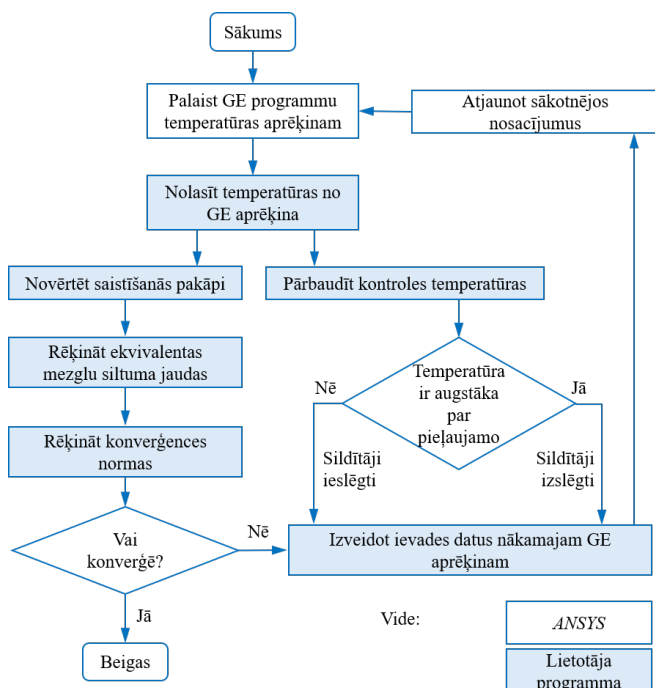 Sākums
Palaist GE programmu
temperatūras aprēķinam
Atjaunot sākotnējos
nosacījumus
Nolasīt temperatūras no
GE aprēķina
Novērtēt saistīšanās pakāpi
Pārbaudīt kontroles temperatūras
Rēķināt ekvivalentas
mezglu siltuma jaudas
Nē
Temperatūra
ir augstāka
par
pieļaujamo
Jā
Rēķināt konverģences
normas
Sildītāji
ieslēgti
Sildītāji
izslēgti
Vai
konverģē?
Nē
Izveidot ievades datus nākamajam GE
aprēķinam
Jā
Beigas
Vide:
ANSYS
Lietotāja
programma